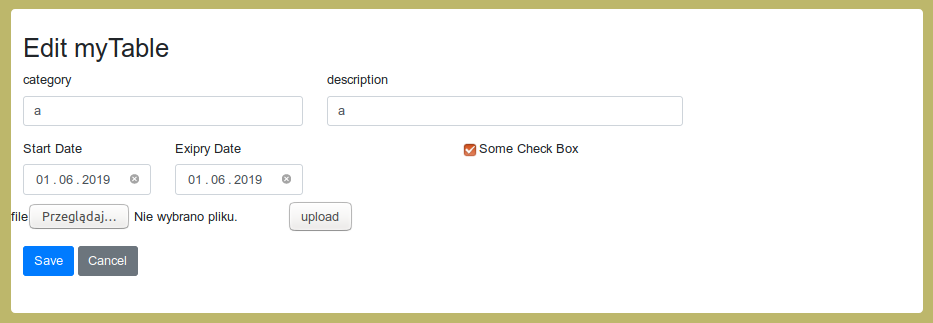 Edit myTable
category description
a a
Start Date Exipry Date Some Check Box
01 . 06 . 2019 01 . 06 . 2019
file Przeglądaj... Nie wybrano pliku. upload
Save Cancel